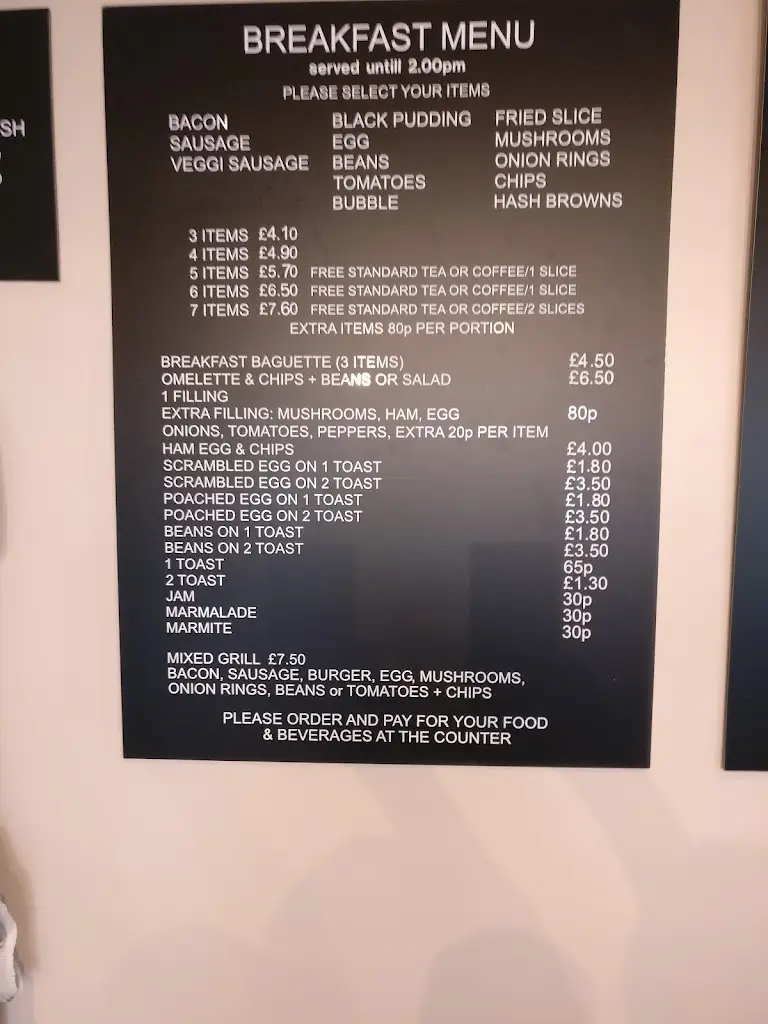 SH
BREAKFAST MENU
served untill 2.00pm
PLEASE SELECT YOUR ITEMS
BACON BLACK PUDDING FRIED SLICE
SAUSAGE EGG MUSHROOMS
VEGGI SAUSAGE BEANS ONION RINGS
TOMATOES CHIPS
BUBBLE HASH BROWNS
3 ITEMS £4.10
4 ITEMS £4.90
5 ITEMS £5.70 FREE STANDARD TEA OR COFFEE/1 SLICE
6 ITEMS £6.50 FREE STANDARD TEA OR COFFEE/1 SLICE
7 ITEMS £7.60 FREE STANDARD TEA OR COFFEE/2 SLICES
EXTRA ITEMS 80p PER PORTION
BREAKFAST BAGUETTE (3 ITEMS) £4.50
OMELETTE & CHIPS + BEANS OR SALAD £6.50
1 FILLING
EXTRA FILLING: MUSHROOMS, HAM, EGG 80p
ONIONS, TOMATOES, PEPPERS, EXTRA 20p PER ITEM
HAM EGG & CHIPS £4.00
SCRAMBLED EGG ON 1 TOAST £1.80
SCRAMBLED EGG ON 2 TOAST £3.50
POACHED EGG ON 1 TOAST £1.80
POACHED EGG ON 2 TOAST £3.50
BEANS ON 1 TOAST £1.80
BEANS ON 2 TOAST £3.50
1 TOAST 65p
2 TOAST £1.30
JAM 30p
MARMALADE 30p
MARMITE 30p
MIXED GRILL £7.50
BACON, SAUSAGE, BURGER, EGG, MUSHROOMS,
ONION RINGS, BEANS or TOMATOES + CHIPS
PLEASE ORDER AND PAY FOR YOUR FOOD
& BEVERAGES AT THE COUNTER